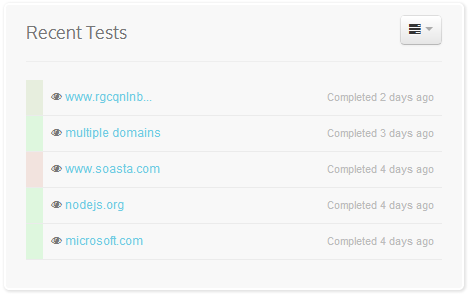 Recent Tests
www.rgcqnlnb... Completed 2 days ago
multiple domains Completed 3 days ago
www.soasta.com Completed 4 days ago
nodejs.org Completed 4 days ago
microsoft.com Completed 4 days ago